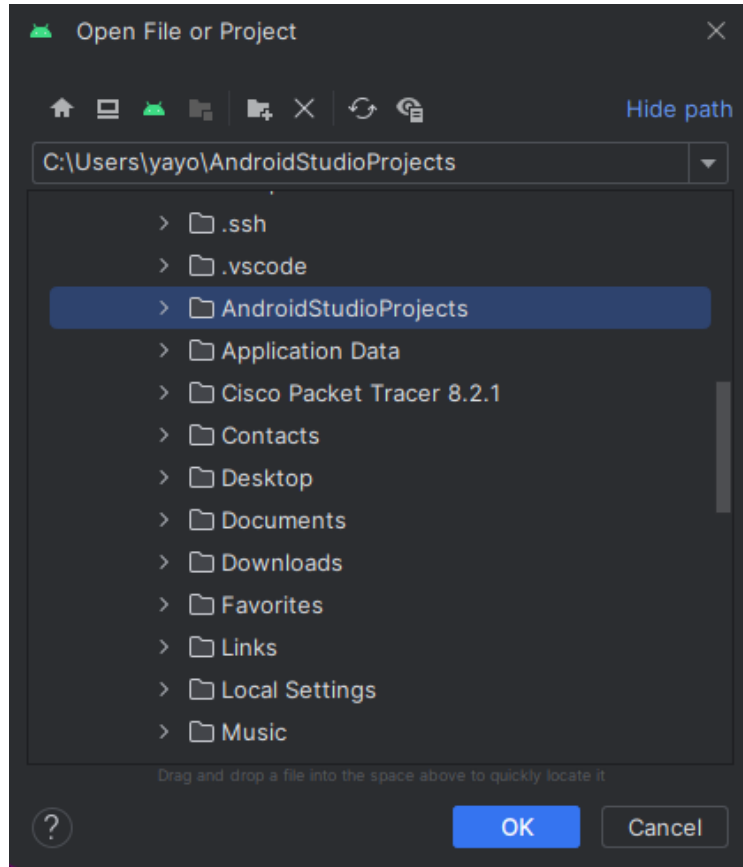 Open File or Project
Hide path
C:\Users\yayo\AndroidStudioProjects
.ssh
.vscode
AndroidStudioProjects
Application Data
Cisco Packet Tracer 8.2.1
Contacts
Desktop
Documents
Downloads
Favorites
Links
Local Settings
Music
Drag and drop a file into the space above to quickly locate it
? OK Cancel